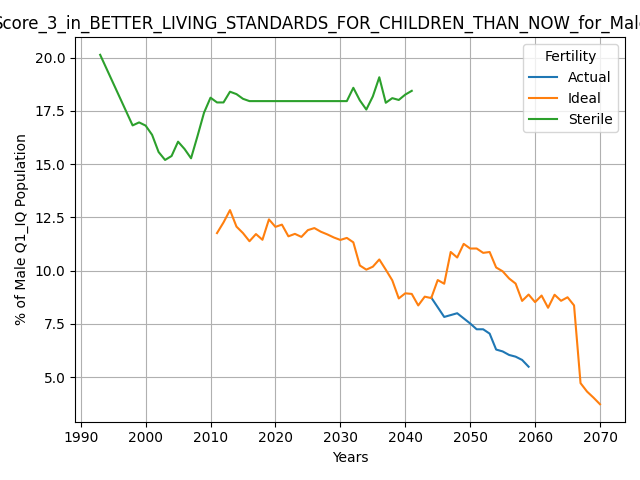 Score_3_in_BETTER_LIVING_STANDARDS_FOR_CHILDREN_THAN_NOW_for_Male
Fertility
Actual
Ideal
Sterile
% of Male Q1_IQ Population
20.0
17.5
15.0
12.5
10.0
7.5
5.0
1990 2000 2010 2020 2030 2040 2050 2060 2070
Years